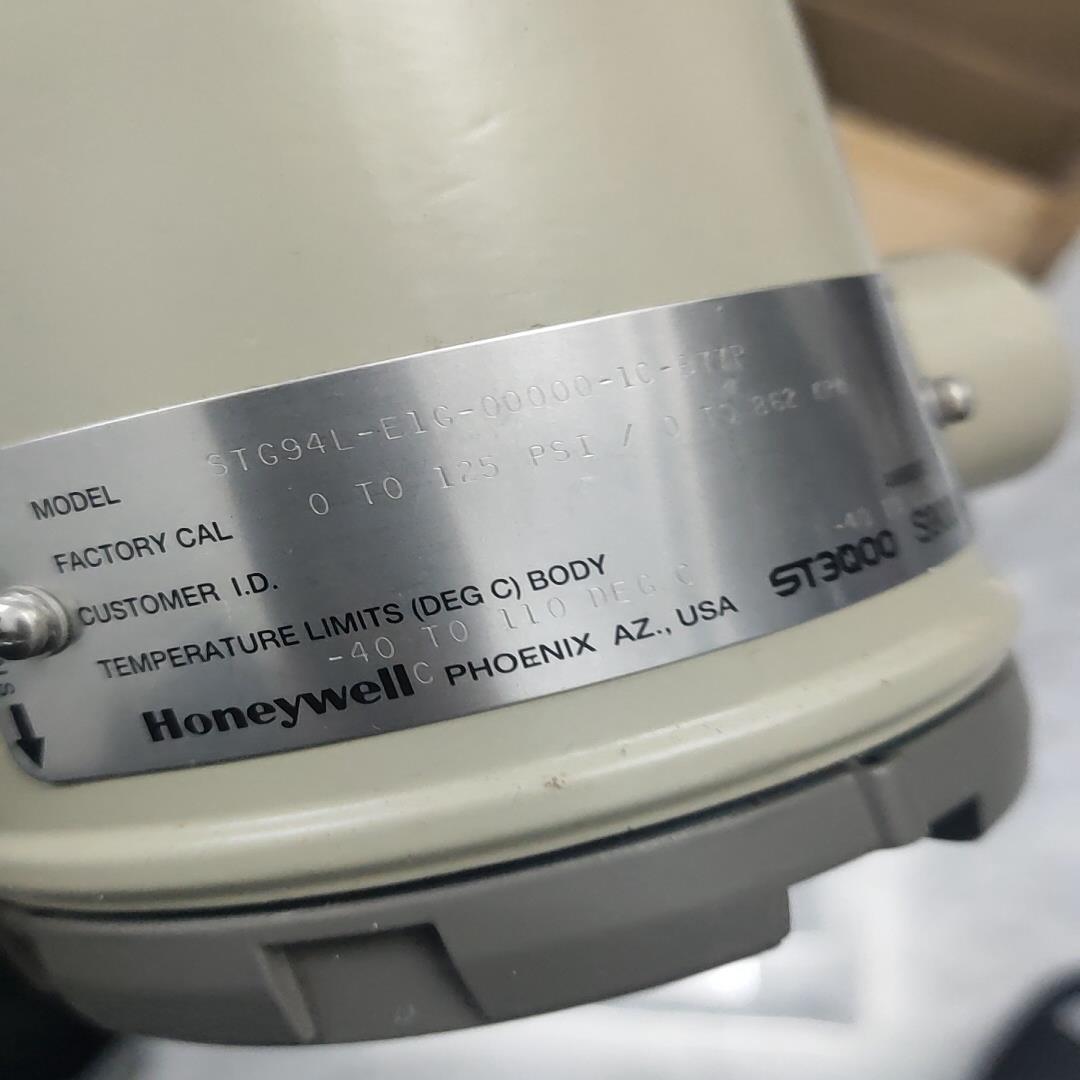 MODEL STG94L-E1G-00000-1C-
FACTORY CAL 0 TO 125 PSI / 0 TO 862
CUSTOMER I.D.
TEMPERATURE LIMITS (DEG C) BODY -40
-40 TO 110 DEG C
Honeywell C PHOENIX AZ., USA ST3000